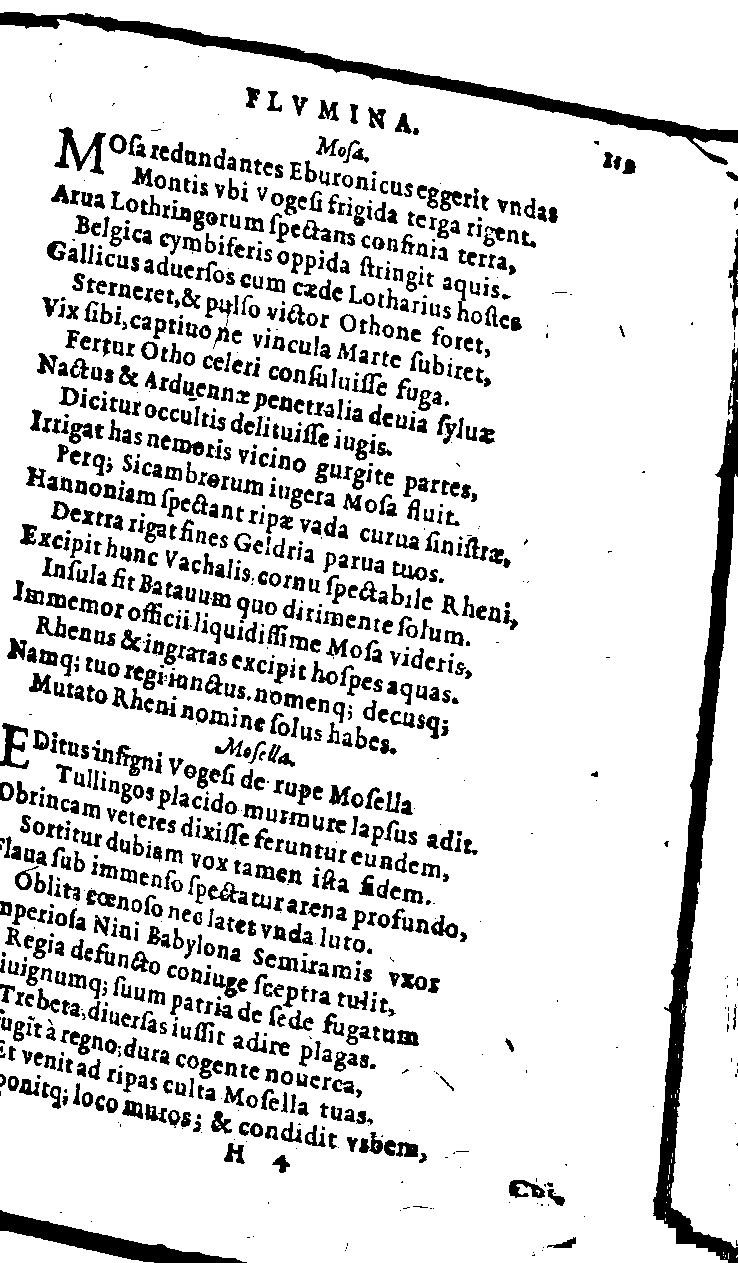 FLVMINA.
119
Moſa.
MOſa redundantes Eburonicus eggerit vndas
Montis vbi Vogeſi frigida terga rigent.
Arua Lothringorum ſpectans confinia terra,
Belgica cymbiferis oppida ſtringit aquis.
Gallicus aduerſos cum cæde Lotharius hoſtes
Sterneret, & pulſo victor Othone foret,
Vix ſibi, captiuo ne vincula Marte ſubiret,
Fertur Otho celeri conſuluiſſe fuga.
Nactus & Arduennæ penetralia deuia ſyluæ
Dicitur occultis delituiſſe iugis.
Irrigat has nemoris vicino gurgite partes,
Perq; Sicambrorum iugera Moſa fluit.
Hannoniam ſpectant ripæ vada curua ſiniſtræ,
Dextra rigat fines Geldria parua tuos.
Excipit hunc Vachalis, cornu ſpectabile Rheni,
Inſula fit Batauum quo dirimente ſolum.
Immemor officii liquidiſſime Moſa videris,
Rhenus & ingratas excipit hoſpes aquas.
Namq; tuo regi iunctus nomenq; decusq;
Mutato Rheni nomine ſolus habes.
Moſella.
EDitus inſigni Vogeſi de rupe Moſella
Tullingos placido murmure lapſus adit.
Obrincam veteres dixiſſe feruntur eundem,
Sortitur dubiam vox tamen iſta fidem.
Flaua ſub immenſo ſpectatur arena profundo,
Oblita cœnoſo nec latet vnda luto.
mperioſa Nini Babylona Semiramis vxor
Regia defuncto coniuge ſceptra tulit,
iuignumq; ſuum patria de ſede fugatum
Trebeta, diuerſas iuſſit adire plagas.
fugit à regno, dura cogente nouerca,
Et venit ad ripas culta Moſella tuas,
ponitq; loco muros; & condidit vrbem,
H 4